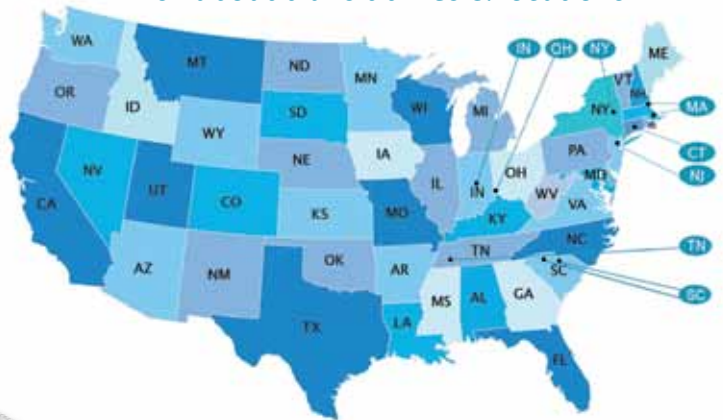 IN OH NY
WA
MT
ND
MN
ME
VT
NH
OR
ID
SD
WI
MI
NY
MA
WY
CT
IA
PA
NJ
NE
NV
UT
CO
IL
IN
OH
MD
WV
VA
CA
KS
MO
KY
NC
TN
TN
AZ
NM
OK
AR
SC
SC
MS
AL
GA
TX
LA
FL